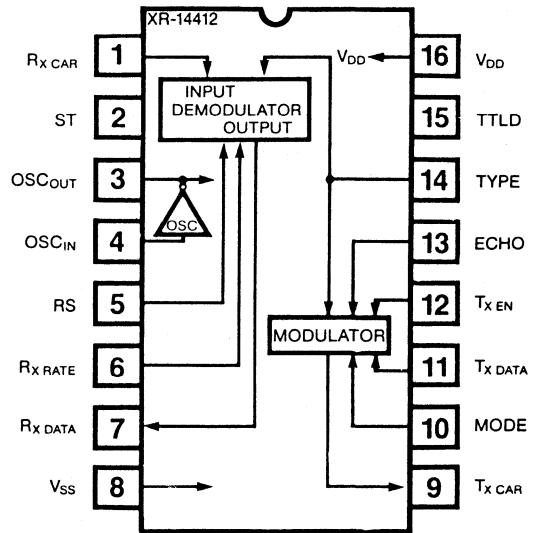 XR-14412
RX CAR 1
ST 2
OSCOUT 3
OSCIN 4
RS 5
RX RATE 6
RX DATA 7
VSS 8
INPUT
DEMODULATOR
OUTPUT
OSC
VDD
MODULATOR
16 VDD
15 TTLD
14 TYPE
13 ECHO
12 TX EN
11 TX DATA
10 MODE
9 TX CAR